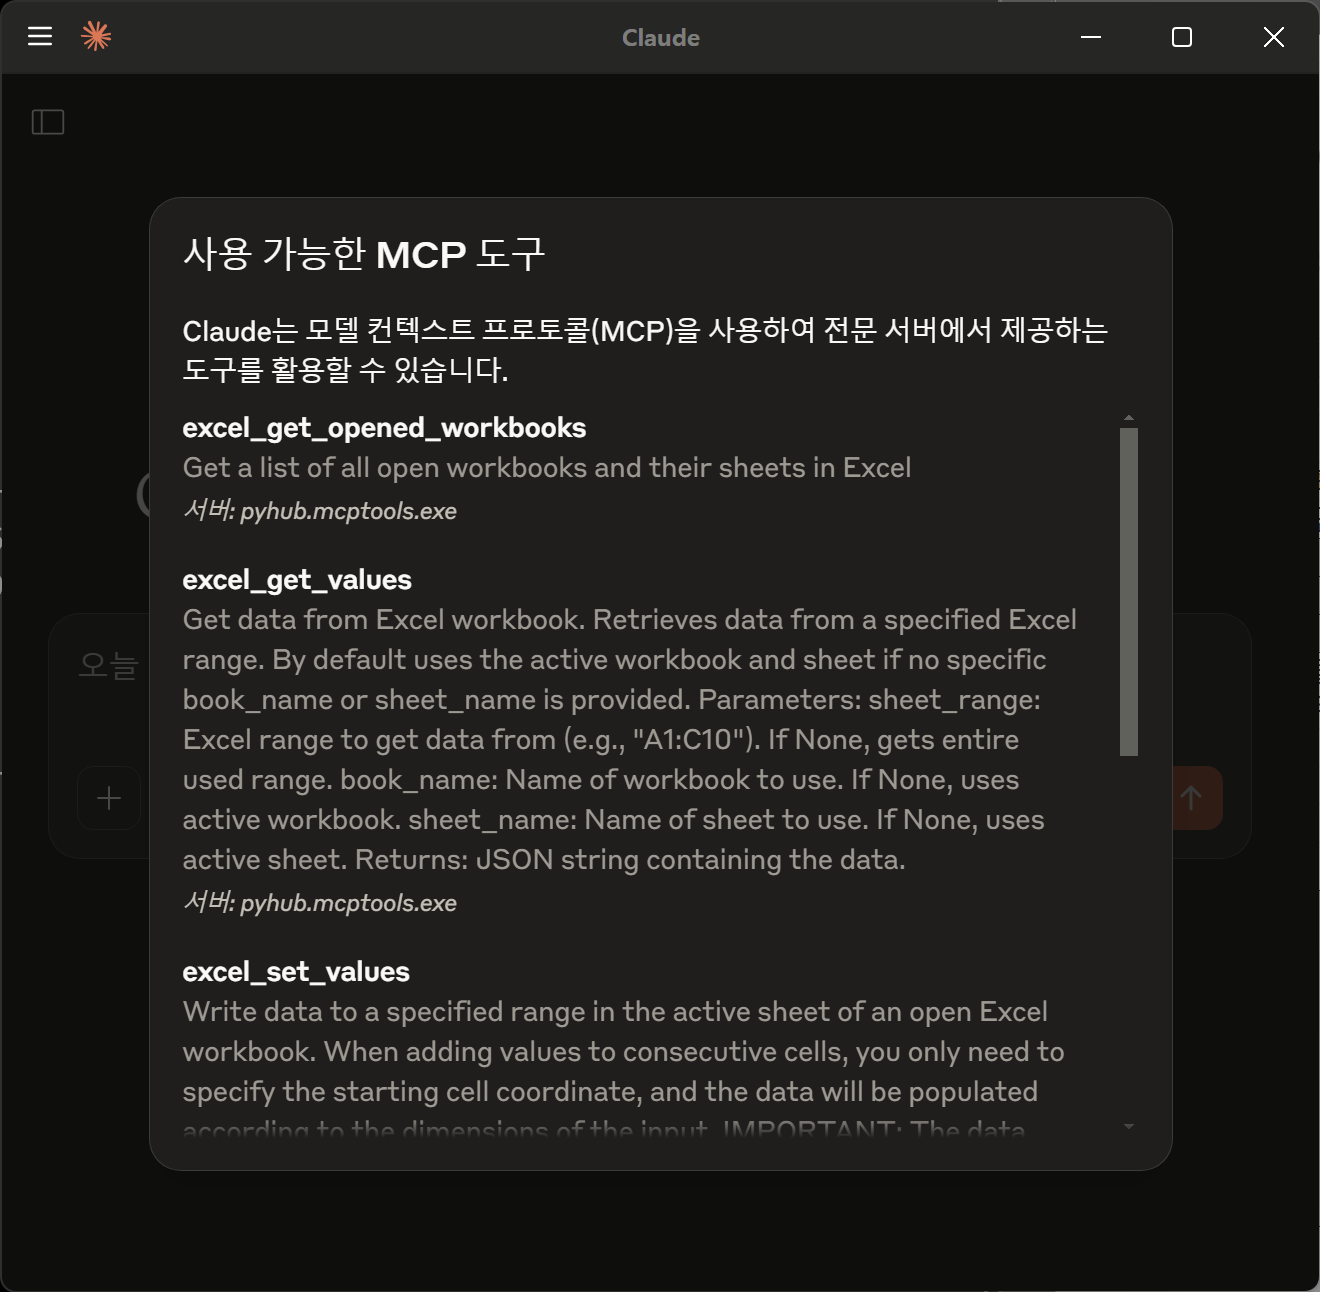 Claude
사용 가능한 MCP 도구
Claude는 모델 컨텍스트 프로토콜(MCP)을 사용하여 전문 서버에서 제공하는
도구를 활용할 수 있습니다.
excel_get_opened_workbooks
Get a list of all open workbooks and their sheets in Excel
서버: pyhub.mcptools.exe
excel_get_values
Get data from Excel workbook. Retrieves data from a specified Excel
range. By default uses the active workbook and sheet if no specific
book_name or sheet_name is provided. Parameters: sheet_range:
Excel range to get data from (e.g., "A1:C10"). If None, gets entire
used range. book_name: Name of workbook to use. If None, uses
active workbook. sheet_name: Name of sheet to use. If None, uses
active sheet. Returns: JSON string containing the data.
서버: pyhub.mcptools.exe
오늘
excel_set_values
Write data to a specified range in the active sheet of an open Excel
workbook. When adding values to consecutive cells, you only need to
specify the starting cell coordinate, and the data will be populated
according to the dimensions of the input. IMPORTANT: The data